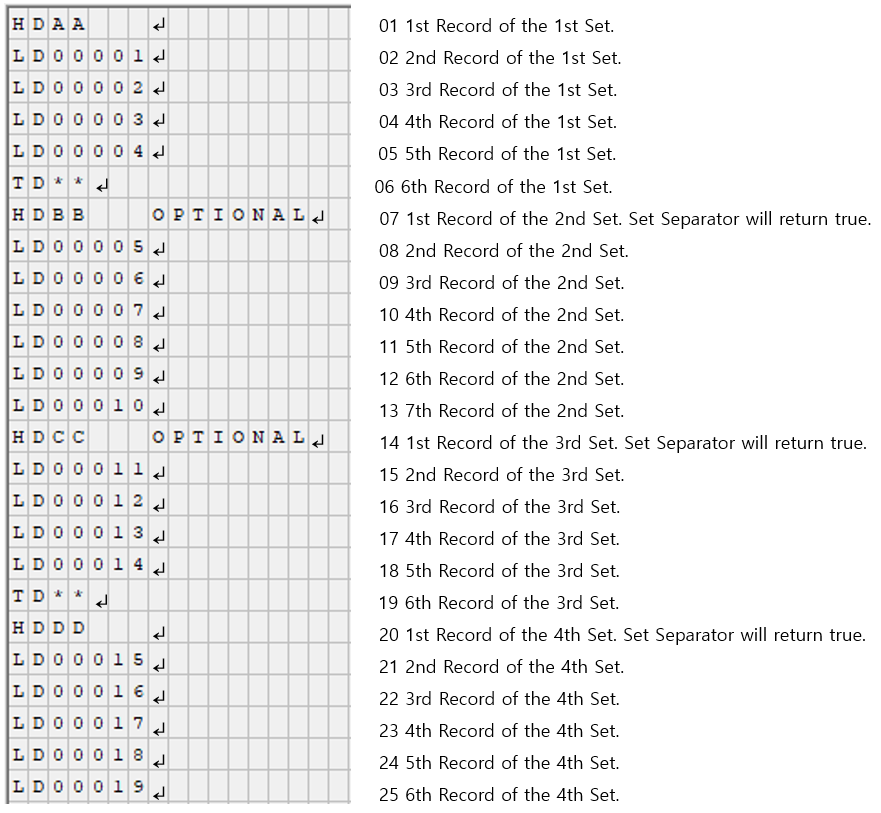 HDAA ↲ 01 1st Record of the 1st Set.
LD00001↲ 02 2nd Record of the 1st Set.
LD00002↲ 03 3rd Record of the 1st Set.
LD00003↲ 04 4th Record of the 1st Set.
LD00004↲ 05 5th Record of the 1st Set.
TD**↲ 06 6th Record of the 1st Set.
HDBB   OPTIONAL↲ 07 1st Record of the 2nd Set. Set Separator will return true.
LD00005↲ 08 2nd Record of the 2nd Set.
LD00006↲ 09 3rd Record of the 2nd Set.
LD00007↲ 10 4th Record of the 2nd Set.
LD00008↲ 11 5th Record of the 2nd Set.
LD00009↲ 12 6th Record of the 2nd Set.
LD00010↲ 13 7th Record of the 2nd Set.
HDCC   OPTIONAL↲ 14 1st Record of the 3rd Set. Set Separator will return true.
LD00011↲ 15 2nd Record of the 3rd Set.
LD00012↲ 16 3rd Record of the 3rd Set.
LD00013↲ 17 4th Record of the 3rd Set.
LD00014↲ 18 5th Record of the 3rd Set.
TD**↲ 19 6th Record of the 3rd Set.
HDDD   ↲ 20 1st Record of the 4th Set. Set Separator will return true.
LD00015↲ 21 2nd Record of the 4th Set.
LD00016↲ 22 3rd Record of the 4th Set.
LD00017↲ 23 4th Record of the 4th Set.
LD00018↲ 24 5th Record of the 4th Set.
LD00019↲ 25 6th Record of the 4th Set.